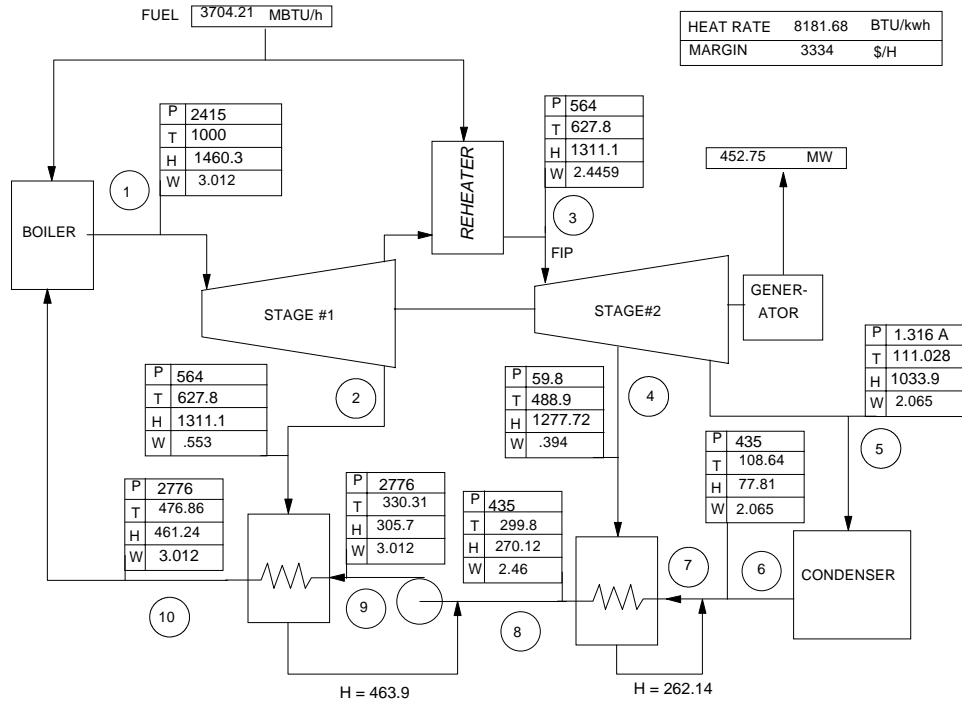 FUEL 3704.21 MBTU/h
HEAT RATE 8181.68 BTU/kwh
MARGIN 3334 $/H
P 2415
T 1000
H 1460.3
W 3.012
1
BOILER
REHEATER
P 564
T 627.8
H 1311.1
W 2.4459
3
FIP
452.75 MW
STAGE #1
STAGE#2
GENER-
ATOR
P 564
T 627.8
H 1311.1
W .553
2
P 59.8
T 488.9
H 1277.72
W .394
4
P 1.316 A
T 111.028
H 1033.9
W 2.065
5
P 2776
T 476.86
H 461.24
W 3.012
10
P 2776
T 330.31
H 305.7
W 3.012
9
P 435
T 299.8
H 270.12
W 2.46
8
P 435
T 108.64
H 77.81
W 2.065
7
6
CONDENSER
H = 463.9
H = 262.14